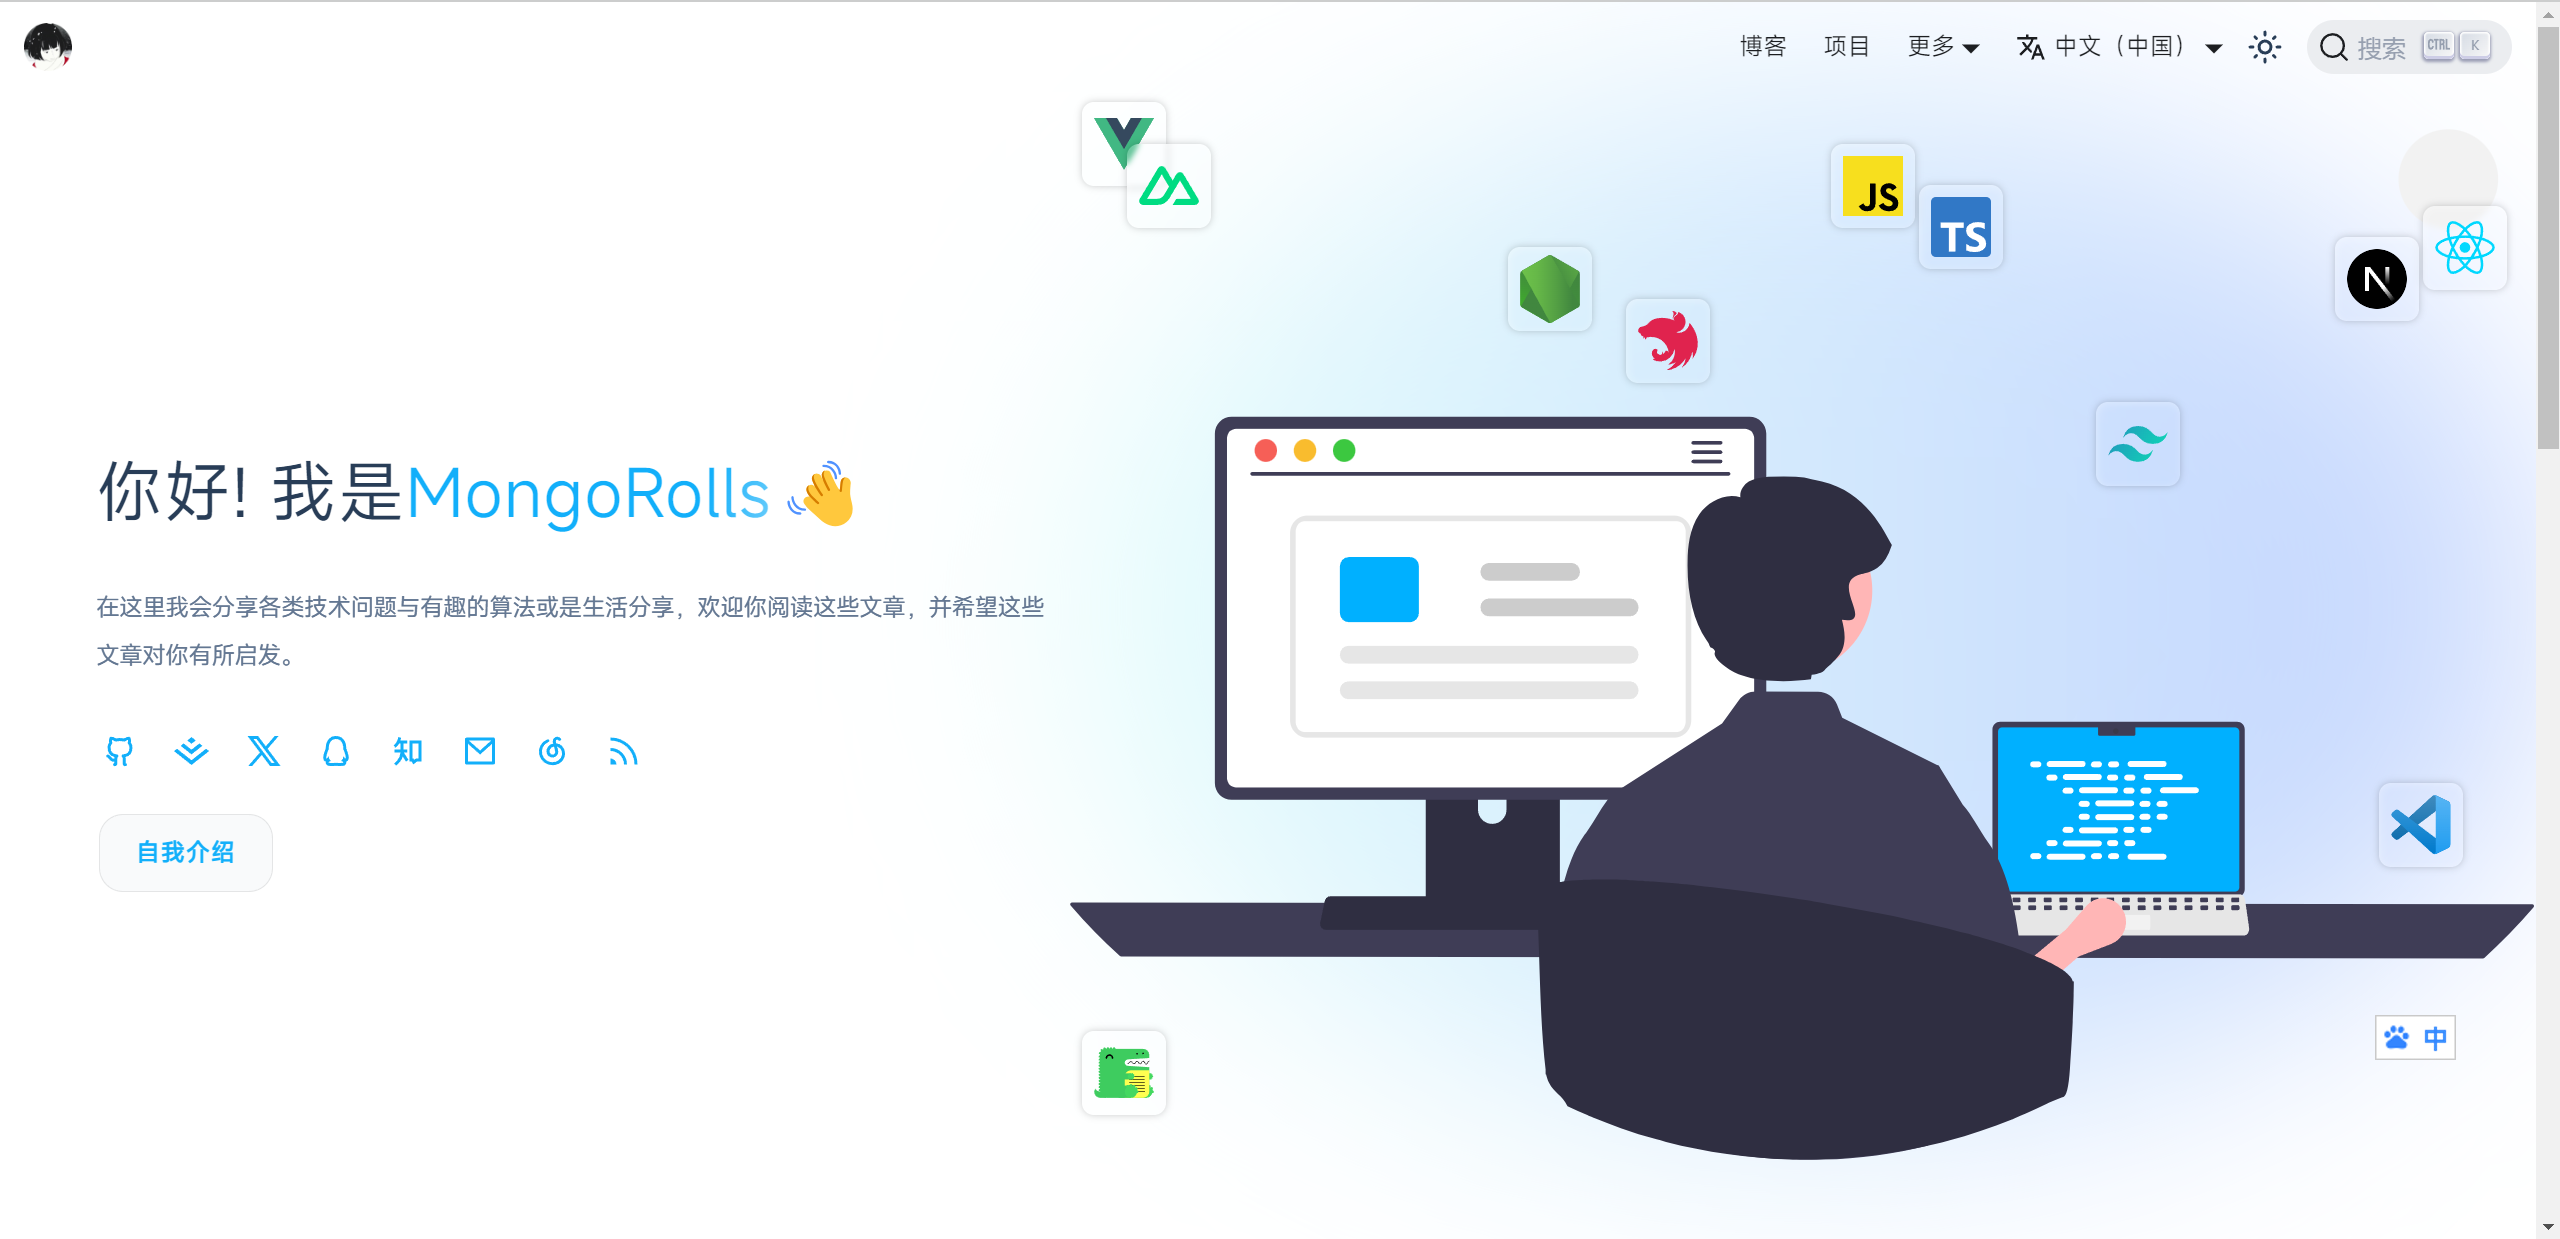 博客 项目 更多 中文（中国） 搜索 CTRL K
JS
TS
N
你好! 我是MongoRolls
在这里我会分享各类技术问题与有趣的算法或是生活分享，欢迎你阅读这些文章，并希望这些
文章对你有所启发。
知
自我介绍
中